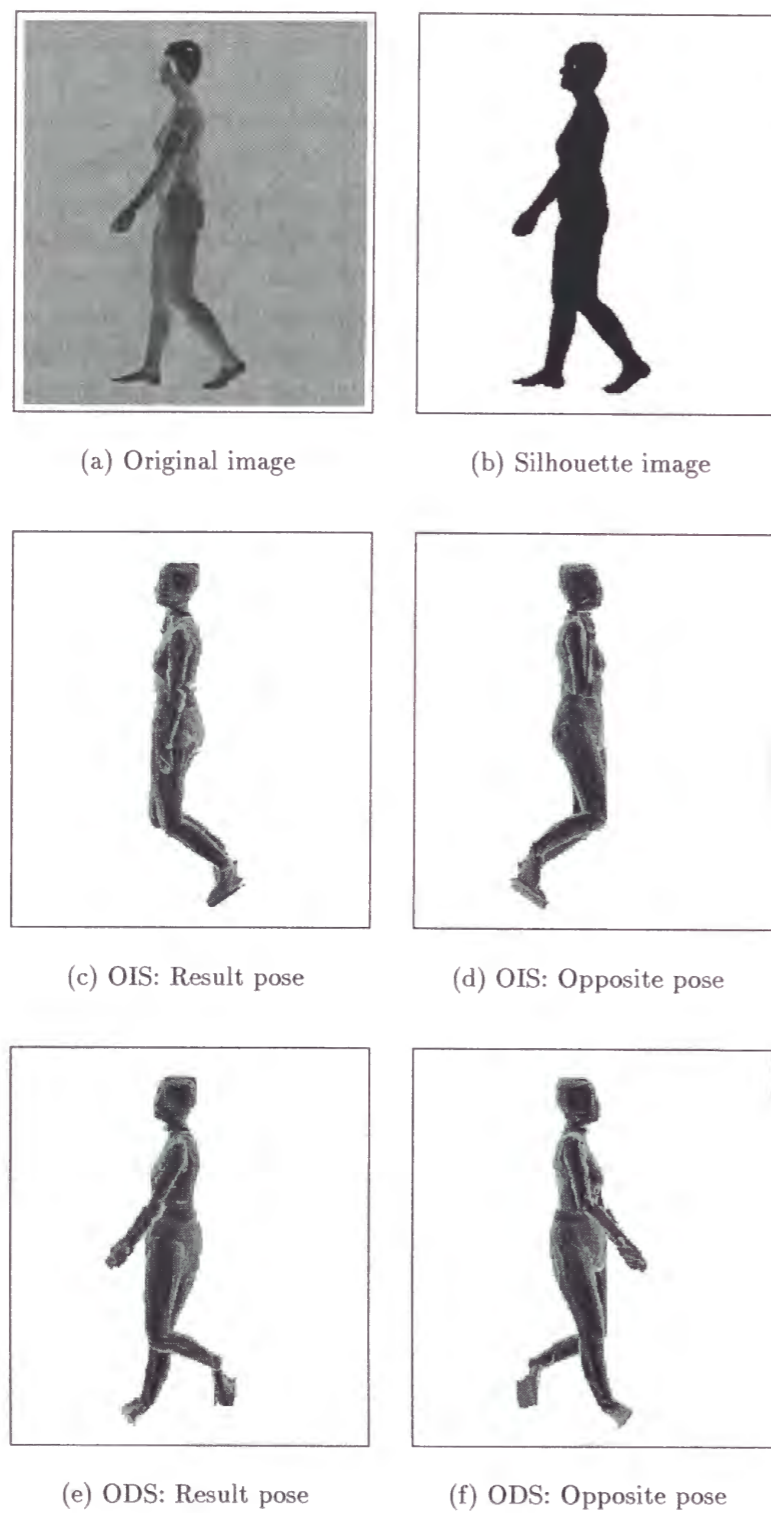 (a) Original image
(b) Silhouette image
(c) OIS: Result pose
(d) OIS: Opposite pose
(e) ODS: Result pose
(f) ODS: Opposite pose